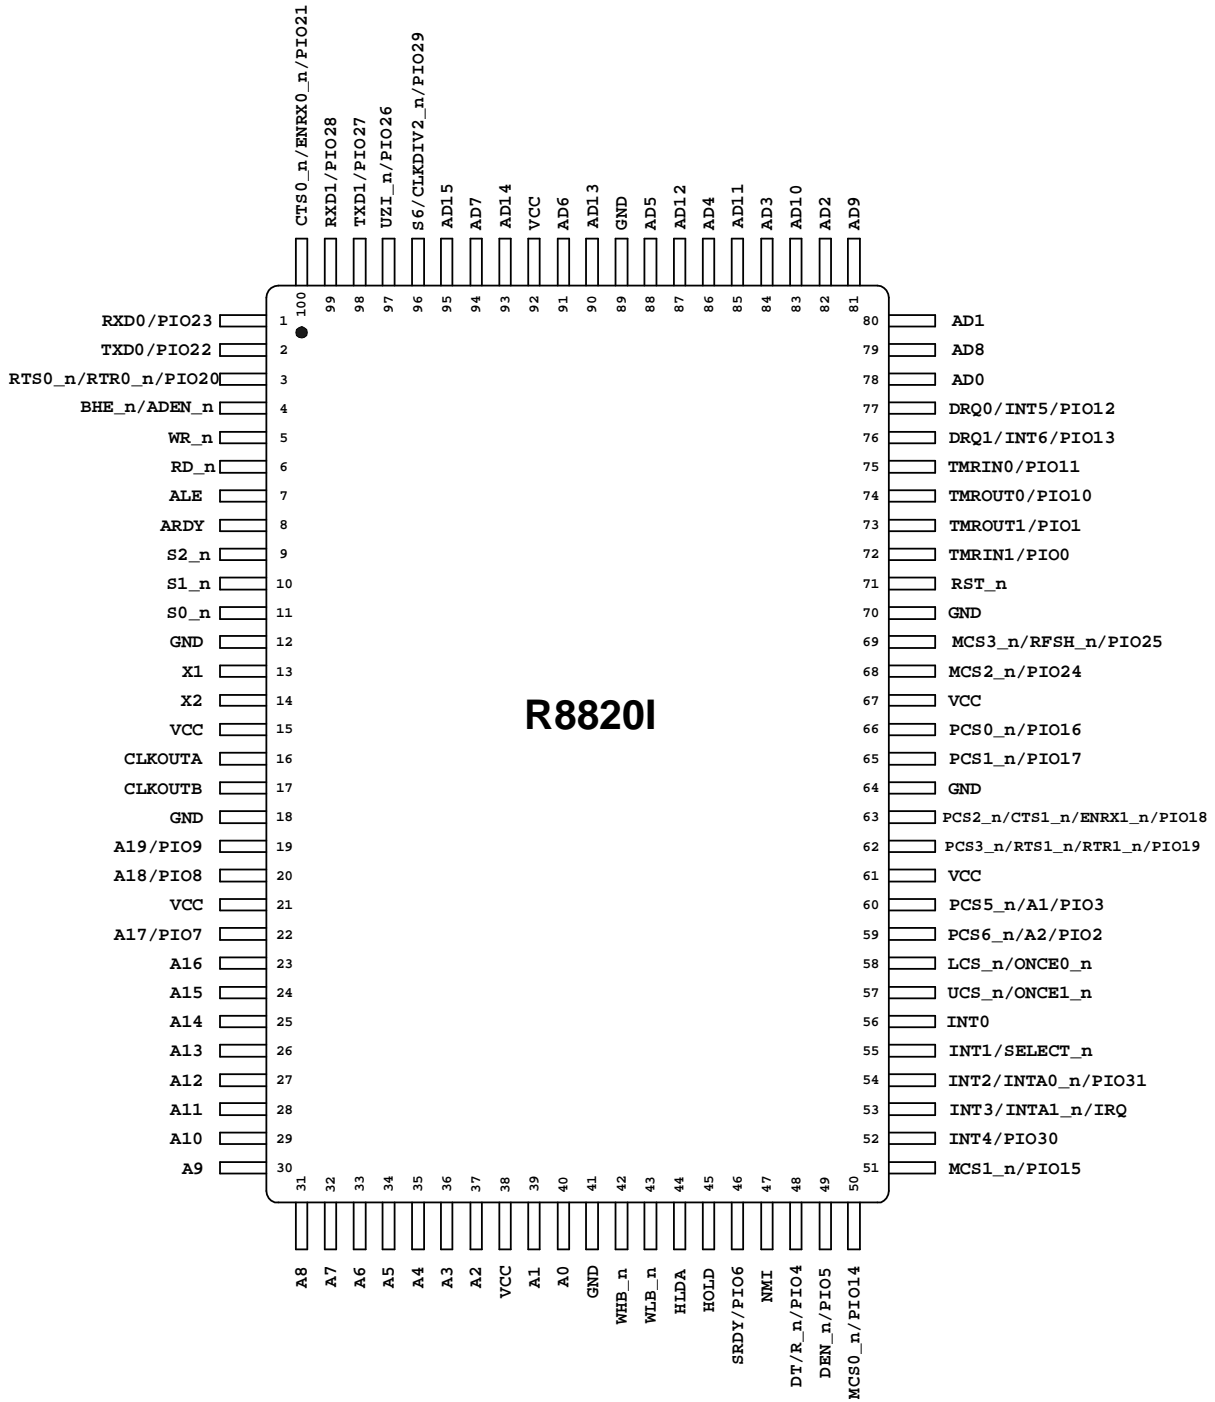 CTS0_n/ENRX0_n/PIO21
RXD1/PIO28
TXD1/PIO27
UZI_n/PIO26
S6/CLKDIV2_n/PIO29
AD15
AD7
AD14
VCC
AD6
AD13
GND
AD5
AD12
AD4
AD11
AD3
AD10
AD2
AD9
100
99
98
97
96
95
94
93
92
91
90
89
88
87
86
85
84
83
82
81
RXD0/PIO23 1
TXD0/PIO22 2
RTS0_n/RTR0_n/PIO20 3
BHE_n/ADEN_n 4
WR_n 5
RD_n 6
ALE 7
ARDY 8
S2_n 9
S1_n 10
S0_n 11
GND 12
X1 13
X2 14
VCC 15
CLKOUTA 16
CLKOUTB 17
GND 18
A19/PIO9 19
A18/PIO8 20
VCC 21
A17/PIO7 22
A16 23
A15 24
A14 25
A13 26
A12 27
A11 28
A10 29
A9 30
R8820I
80 AD1
79 AD8
78 AD0
77 DRQ0/INT5/PIO12
76 DRQ1/INT6/PIO13
75 TMRIN0/PIO11
74 TMROUT0/PIO10
73 TMROUT1/PIO1
72 TMRIN1/PIO0
71 RST_n
70 GND
69 MCS3_n/RFSH_n/PIO25
68 MCS2_n/PIO24
67 VCC
66 PCS0_n/PIO16
65 PCS1_n/PIO17
64 GND
63 PCS2_n/CTS1_n/ENRX1_n/PIO18
62 PCS3_n/RTS1_n/RTR1_n/PIO19
61 VCC
60 PCS5_n/A1/PIO3
59 PCS6_n/A2/PIO2
58 LCS_n/ONCE0_n
57 UCS_n/ONCE1_n
56 INT0
55 INT1/SELECT_n
54 INT2/INTA0_n/PIO31
53 INT3/INTA1_n/IRQ
52 INT4/PIO30
51 MCS1_n/PIO15
31
32
33
34
35
36
37
38
39
40
41
42
43
44
45
46
47
48
49
50
A8
A7
A6
A5
A4
A3
A2
VCC
A1
A0
GND
WHB_n
WLB_n
HLDA
HOLD
SRDY/PIO6
NMI
DT/R_n/PIO4
DEN_n/PIO5
MCS0_n/PIO14